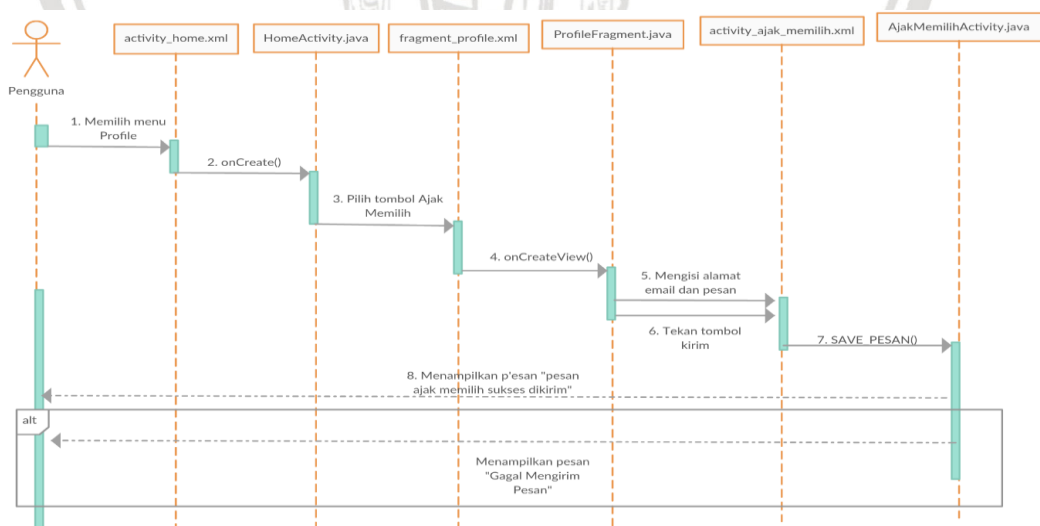 activity_home.xml
HomeActivity.java
fragment_profile.xml
ProfileFragment.java
activity_ajak_memilih.xml
AjakMemilihActivity.java
Pengguna
1. Memilih menu
Profile
2. onCreate()
3. Pilih tombol Ajak
Memilih
4. onCreateView()
5. Mengisi alamat
email dan pesan
6. Tekan tombol
kirim
7. SAVE_PESAN()
8. Menampilkan p'esan "pesan
ajak memilih sukses dikirim"
alt
Menampilkan pesan
"Gagal Mengirim
Pesan"